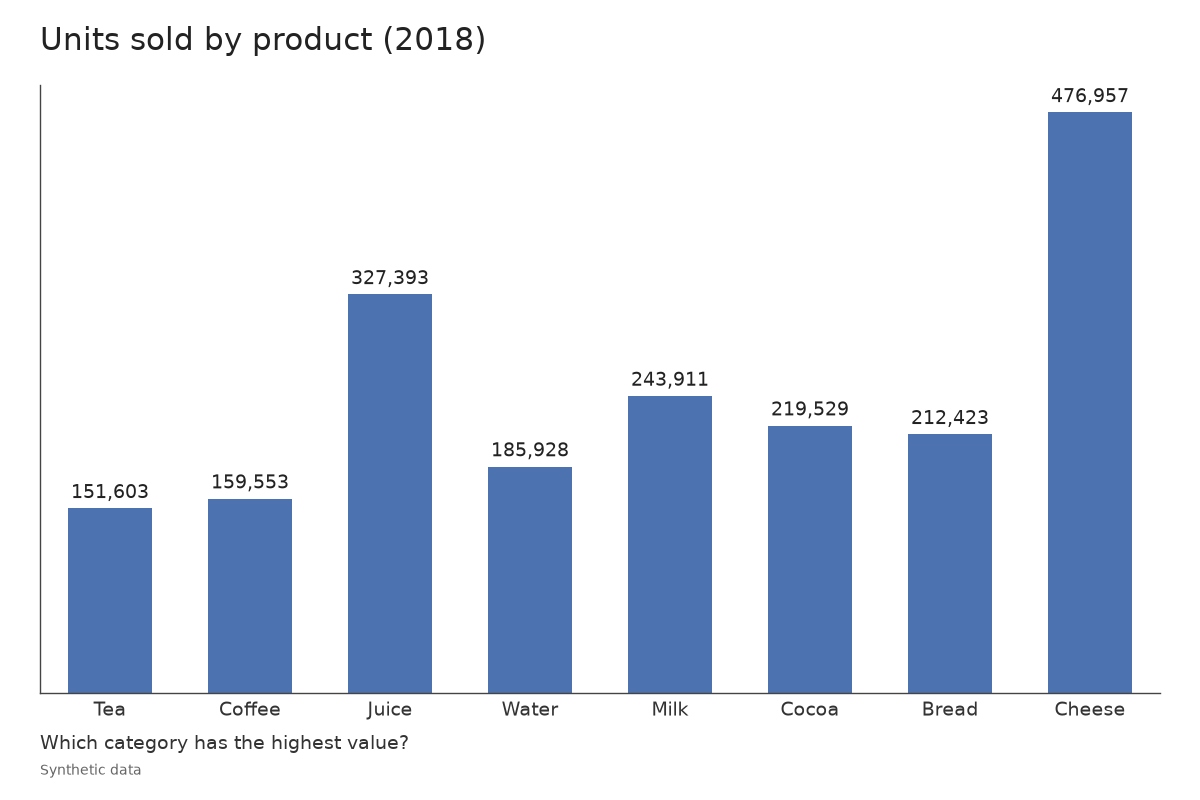 Units sold by product (2018)
476,957
327,393
243,911
219,529
212,423
185,928
159,553
151,603
Tea Coffee Juice Water Milk Cocoa Bread Cheese
Which category has the highest value?
Synthetic data